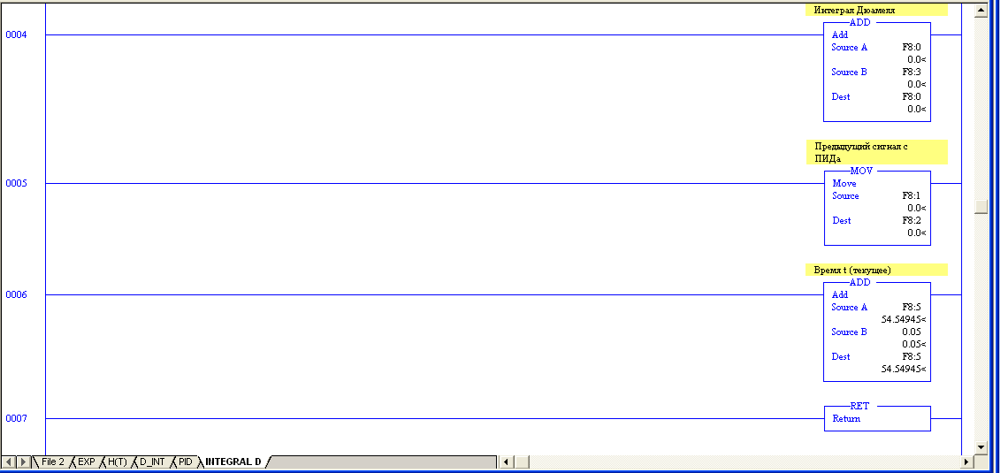 Интеграл Дюамеля
0004
ADD
Add
Source A F8:0
0.0<
Source B F8:3
0.0<
Dest F8:0
0.0<
Предыдущий сигнал с
ПИДа
0005
MOV
Move
Source F8:1
0.0<
Dest F8:2
0.0<
Время t (текущее)
0006
ADD
Add
Source A F8:5
54.54945<
Source B 0.05
0.05<
Dest F8:5
54.54945<
0007
RET
Return
File 2 EXP H(T) D_INT PID INTEGRAL D